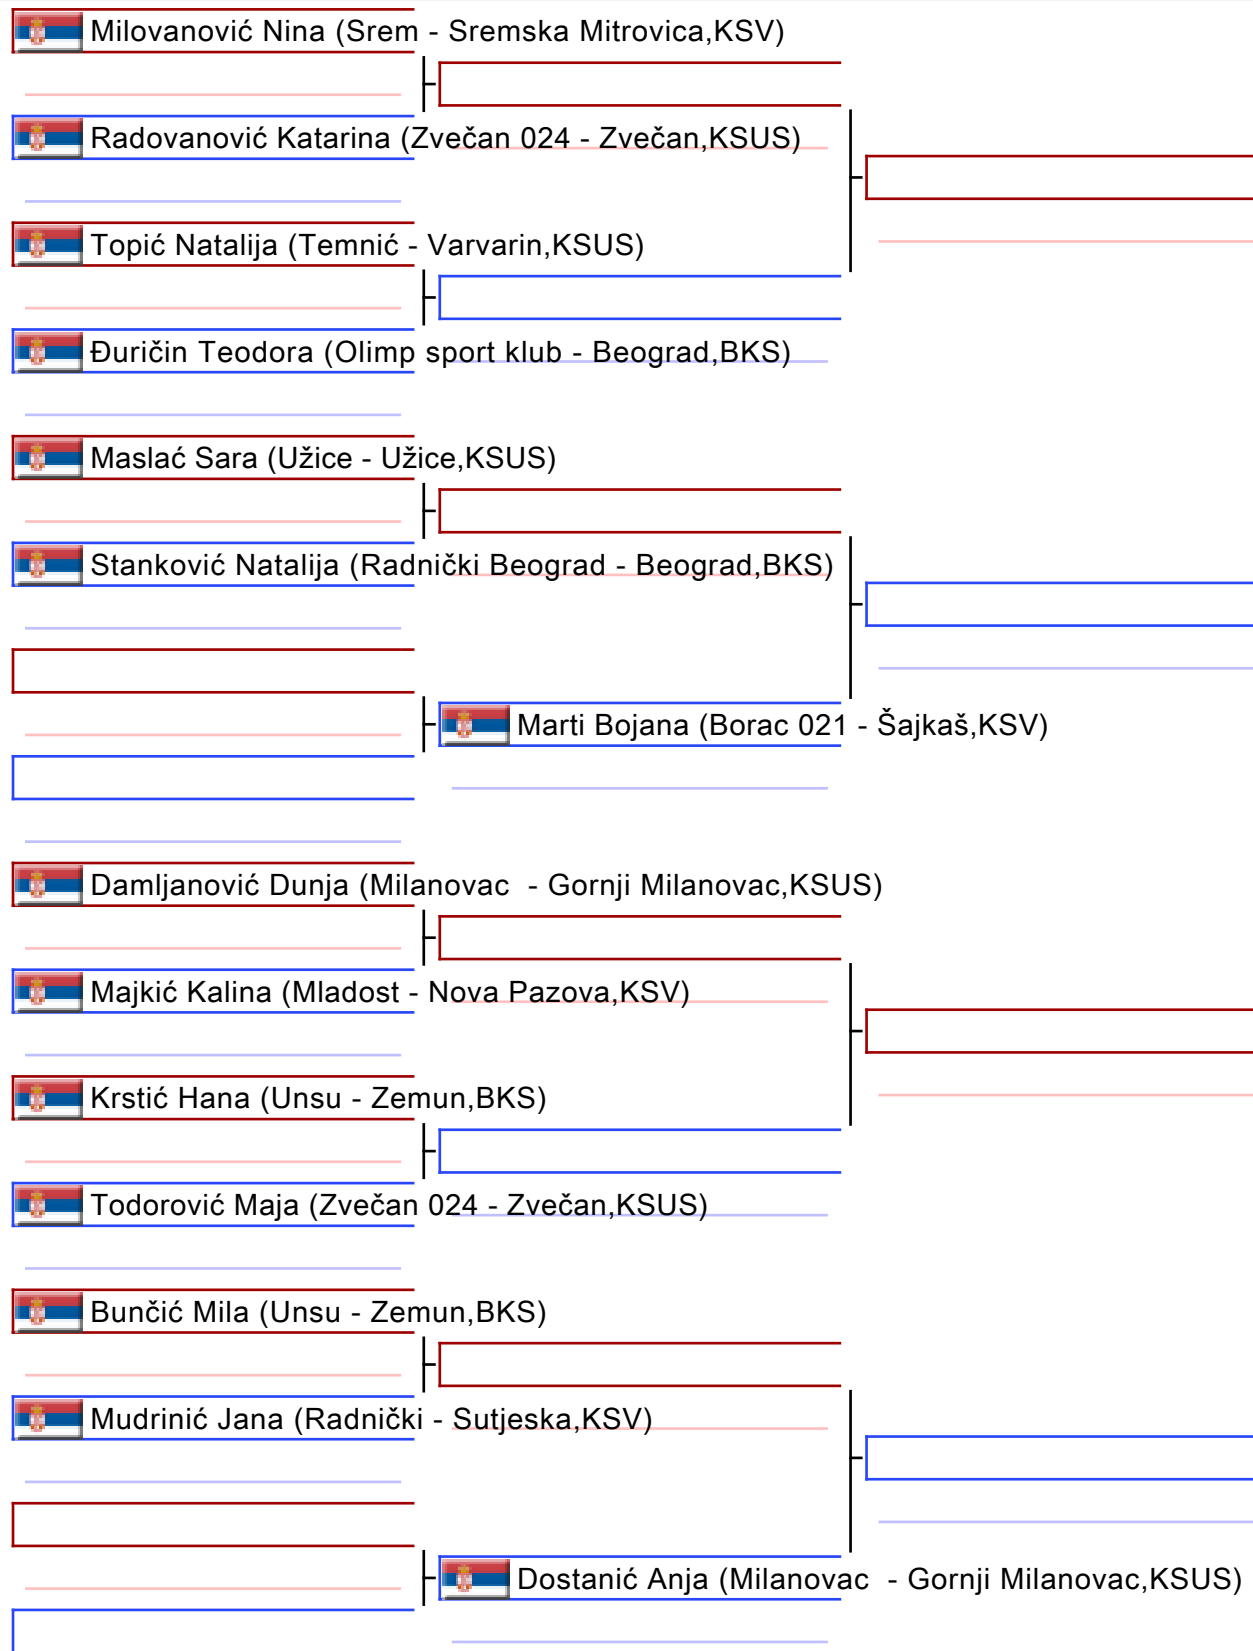 Milovanović Nina (Srem - Sremska Mitrovica,KSV)
Radovanović Katarina (Zvečan 024 - Zvečan,KSUS)
Topić Natalija (Temnić - Varvarin,KSUS)
Đuričin Teodora (Olimp sport klub - Beograd,BKS)
Maslać Sara (Užice - Užice,KSUS)
Stanković Natalija (Radnički Beograd - Beograd,BKS)
Marti Bojana (Borac 021 - Šajkaš,KSV)
Damljanović Dunja (Milanovac  - Gornji Milanovac,KSUS)
Majkić Kalina (Mladost - Nova Pazova,KSV)
Krstić Hana (Unsu - Zemun,BKS)
Todorović Maja (Zvečan 024 - Zvečan,KSUS)
Bunčić Mila (Unsu - Zemun,BKS)
Mudrinić Jana (Radnički - Sutjeska,KSV)
Dostanić Anja (Milanovac  - Gornji Milanovac,KSUS)